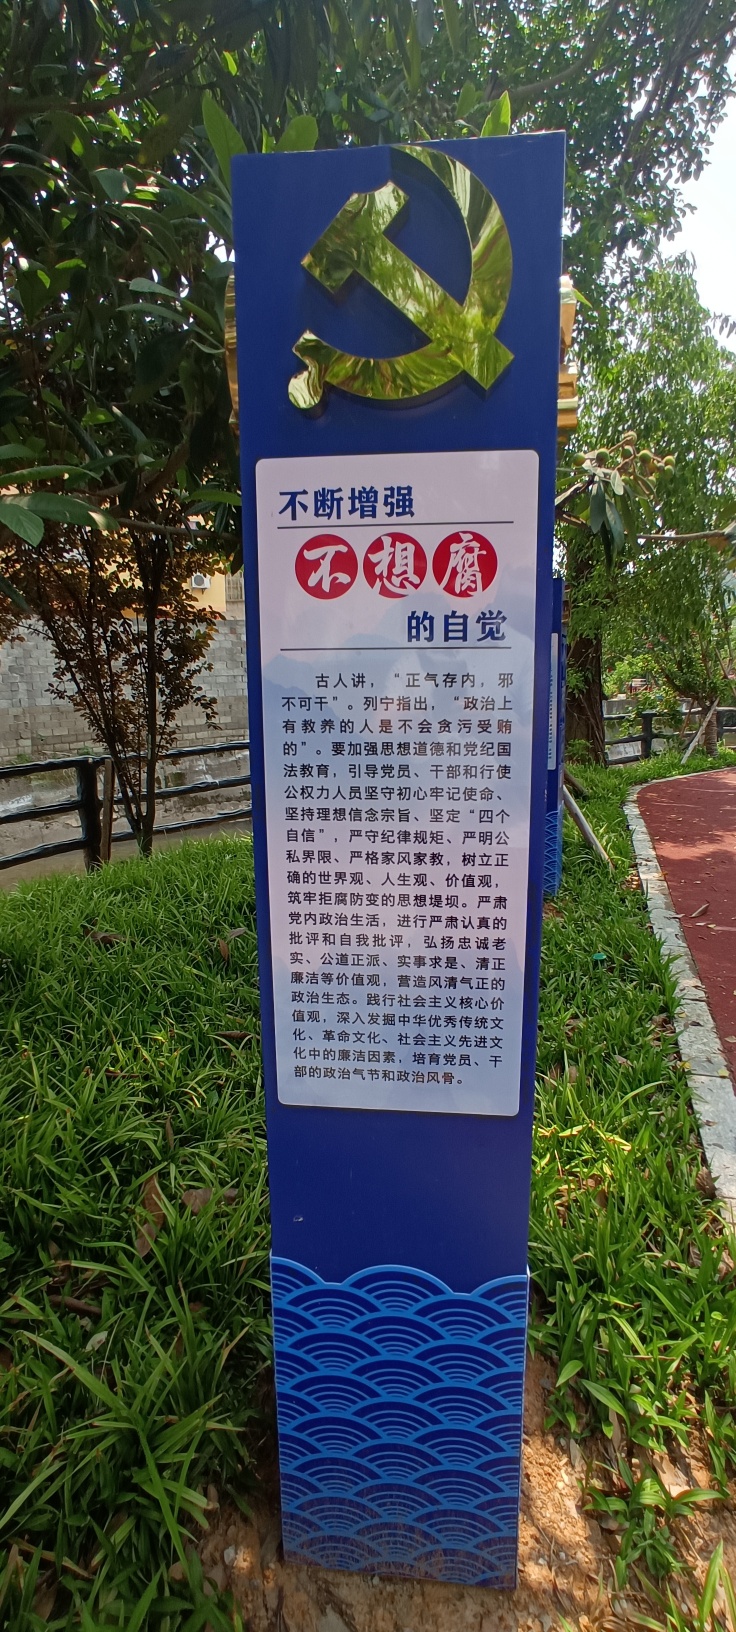 不断增强
不想腐
的自觉
古人讲，“正气存内，邪
不可干”。列宁指出，“政治上
有教养的人是不会贪污受贿
的”。要加强思想道德和党纪国
法教育，引导党员、干部和行使
公权力人员坚守初心牢记使命、
坚持理想信念宗旨、坚定“四个
自信”，严守纪律规矩、严明公
私界限、严格家风家教，树立正
确的世界观、人生观、价值观，
筑牢拒腐防变的思想堤坝。严肃
党内政治生活，进行严肃认真的
批评和自我批评，弘扬忠诚老
实、公道正派、实事求是、清正
廉洁等价值观，营造风清气正的
政治生态。践行社会主义核心价
值观，深入发掘中华优秀传统文
化、革命文化、社会主义先进文
化中的廉洁因素，培育党员、干
部的政治气节和政治风骨。